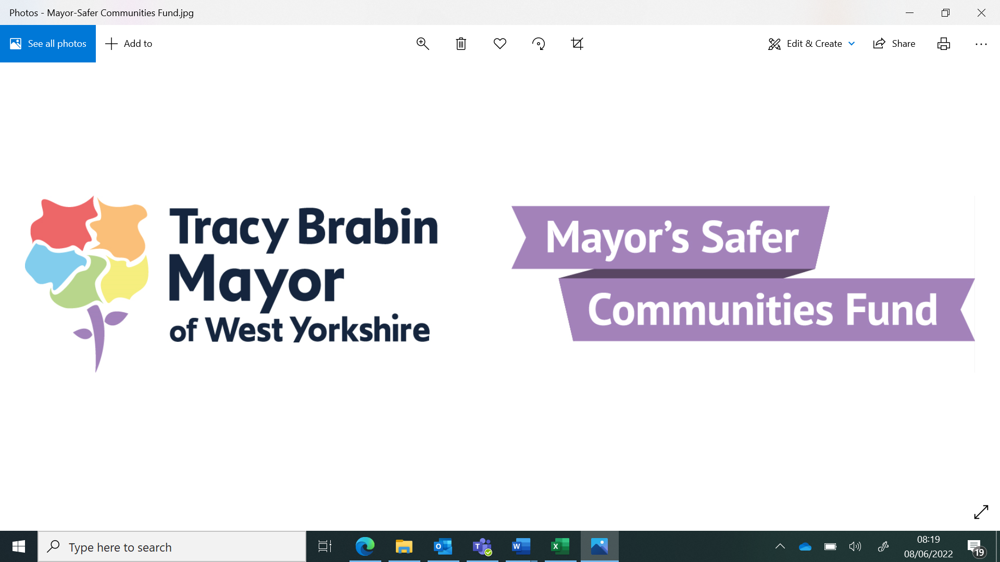 Photos - Mayor-Safer Communities Fund.jpg
See all photos
Add to
Edit & Create
Share
Tracy Brabin
Mayor
of West Yorkshire
Mayor's Safer
Communities Fund
Type here to search
O
T
W
X
08:19
08/06/2022
19